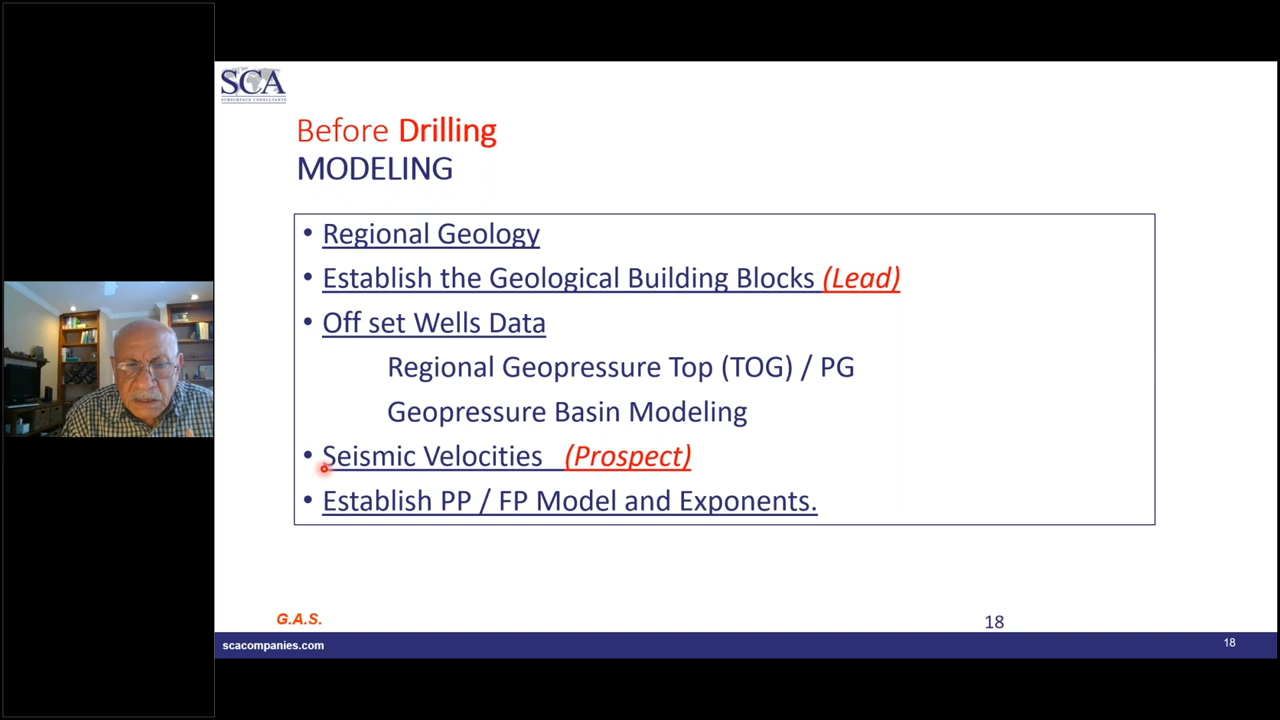 SCA
SUBSURFACE CONSULTANTS
Before Drilling
MODELING
• Regional Geology
• Establish the Geological Building Blocks (Lead)
• Off set Wells Data
Regional Geopressure Top (TOG) / PG
Geopressure Basin Modeling
• Seismic Velocities (Prospect)
• Establish PP / FP Model and Exponents.
G.A.S.
18
scacompanies.com
18